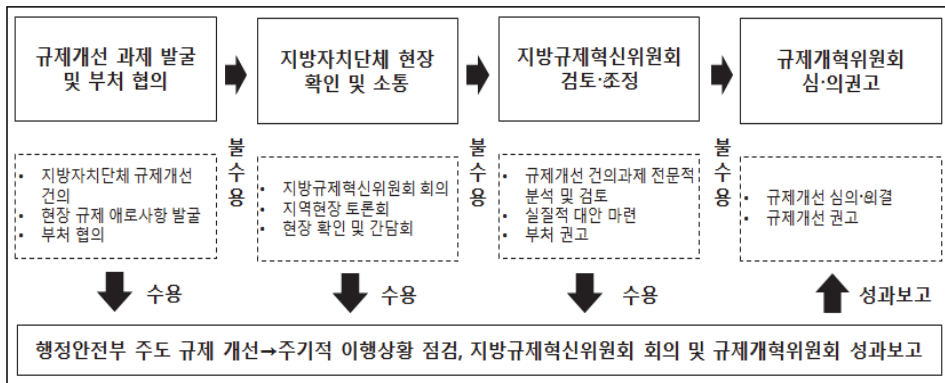 규제개선 과제 발굴
및 부처 협의
지방자치단체 현장
확인 및 소통
지방규제혁신위원회
검토·조정
규제개혁위원회
심·의권고
불수용
불수용
불수용
• 지방자치단체 규제개선
건의
• 현장 규제 애로사항 발굴
• 부처 협의
• 지방규제혁신위원회 회의
• 지역현장 토론회
• 현장 확인 및 간담회
• 규제개선 건의과제 전문적
분석 및 검토
• 실질적 대안 마련
• 부처 권고
• 규제개선 심의·의결
• 규제개선 권고
수용
수용
수용
성과보고
행정안전부 주도 규제 개선→주기적 이행상황 점검, 지방규제혁신위원회 회의 및 규제개혁위원회 성과보고